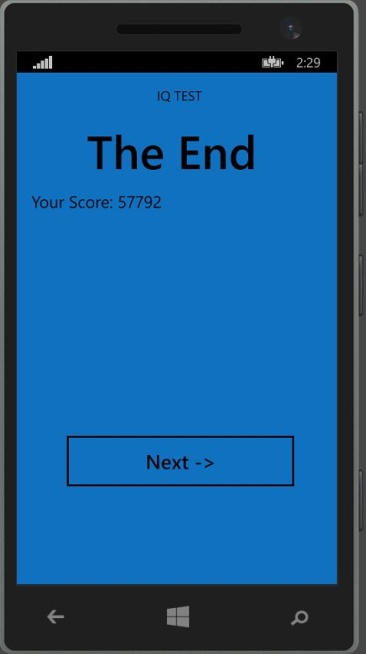 2:29
IQ TEST
The End
Your Score: 57792
Next ->